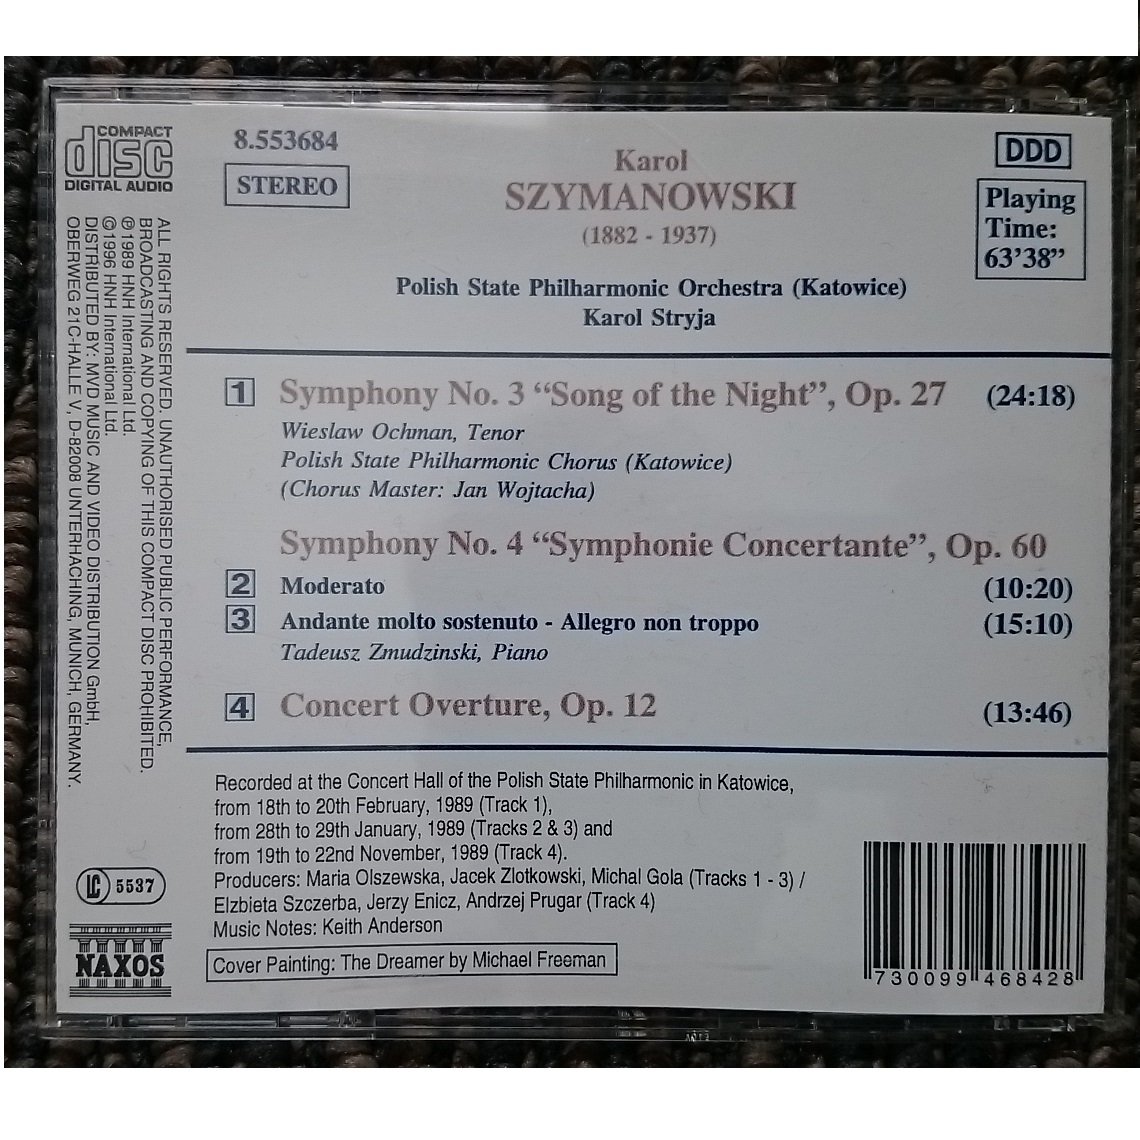 COMPACT
disc
DIGITAL AUDIO
8.553684
STEREO
Karol
SZYMANOWSKI
(1882 - 1937)
DDD
Playing
Time:
63'38”
Polish State Philharmonic Orchestra (Katowice)
Karol Stryja
1 Symphony No. 3 “Song of the Night”, Op. 27 (24:18)
Wieslaw Ochman, Tenor
Polish State Philharmonic Chorus (Katowice)
(Chorus Master: Jan Wojtacha)
Symphony No. 4 “Symphonie Concertante”, Op. 60
2 Moderato (10:20)
3 Andante molto sostenuto - Allegro non troppo (15:10)
Tadeusz Zmudzinski, Piano
4 Concert Overture, Op. 12 (13:46)
Recorded at the Concert Hall of the Polish State Philharmonic in Katowice,
from 18th to 20th February, 1989 (Track 1),
from 28th to 29th January, 1989 (Tracks 2 & 3) and
from 19th to 22nd November, 1989 (Track 4).
Producers: Maria Olszewska, Jacek Zlotkowski, Michal Gola (Tracks 1 - 3) /
Elzbieta Szczerba, Jerzy Enicz, Andrzej Prugar (Track 4)
Music Notes: Keith Anderson
Cover Painting: The Dreamer by Michael Freeman
ALL RIGHTS RESERVED. UNAUTHORISED PUBLIC PERFORMANCE,
BROADCASTING AND COPYING OF THIS COMPACT DISC PROHIBITED.
℗ 1989 HNH International Ltd.
© 1996 HNH International Ltd.
DISTRIBUTED BY: MVD MUSIC AND VIDEO DISTRIBUTION GmbH,
OBERWEG 21C-HALLE V, D-82008 UNTERHACHING, MUNICH, GERMANY.
LC 5537
NAXOS
730099 468428